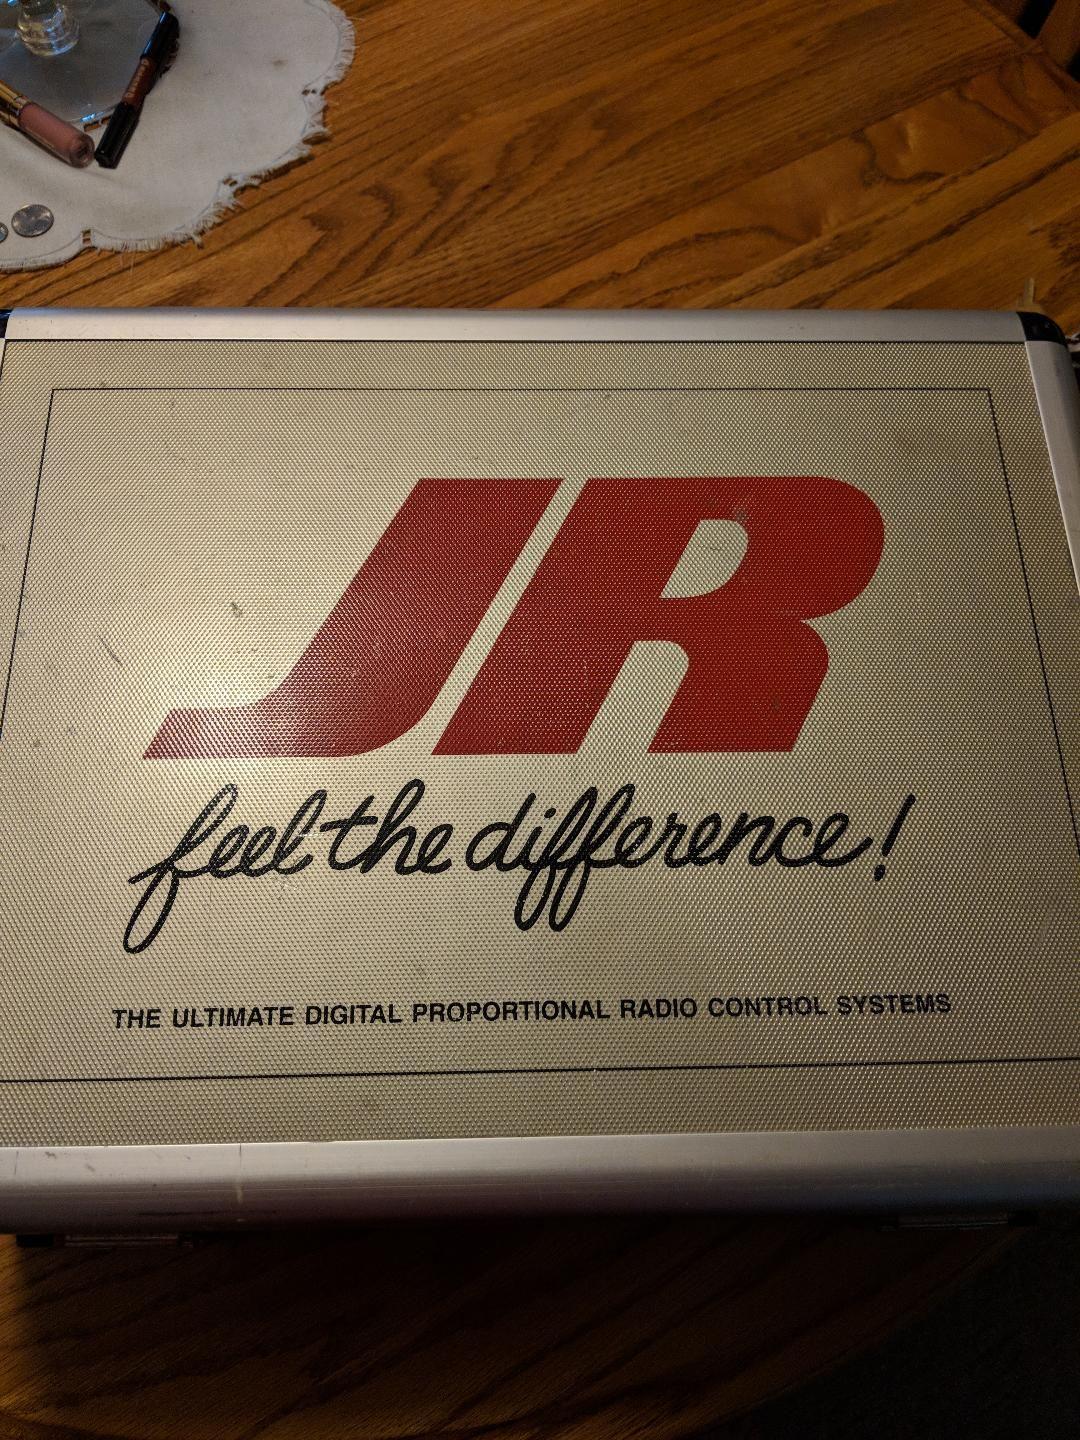 JR
feel the difference!
THE ULTIMATE DIGITAL PROPORTIONAL RADIO CONTROL SYSTEMS